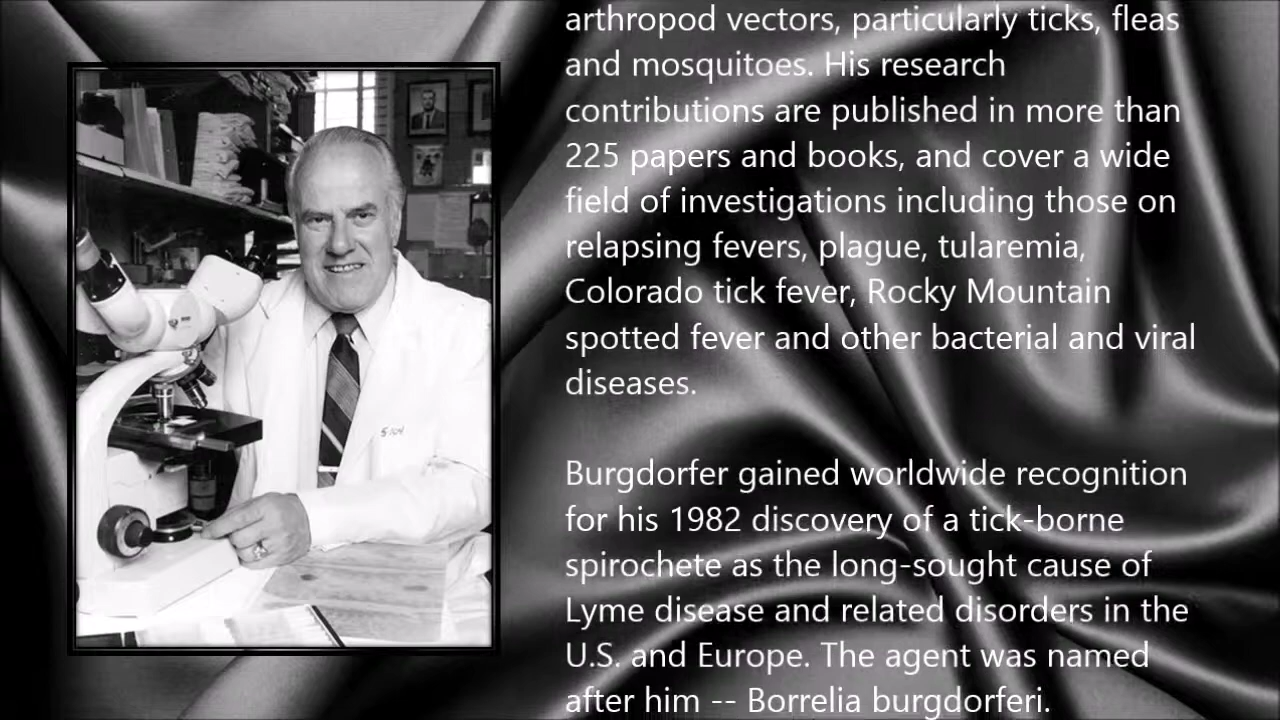 arthropod vectors, particularly ticks, fleas
and mosquitoes. His research
contributions are published in more than
225 papers and books, and cover a wide
field of investigations including those on
relapsing fevers, plague, tularemia,
Colorado tick fever, Rocky Mountain
spotted fever and other bacterial and viral
diseases.
Burgdorfer gained worldwide recognition
for his 1982 discovery of a tick-borne
spirochete as the long-sought cause of
Lyme disease and related disorders in the
U.S. and Europe. The agent was named
after him -- Borrelia burgdorferi.